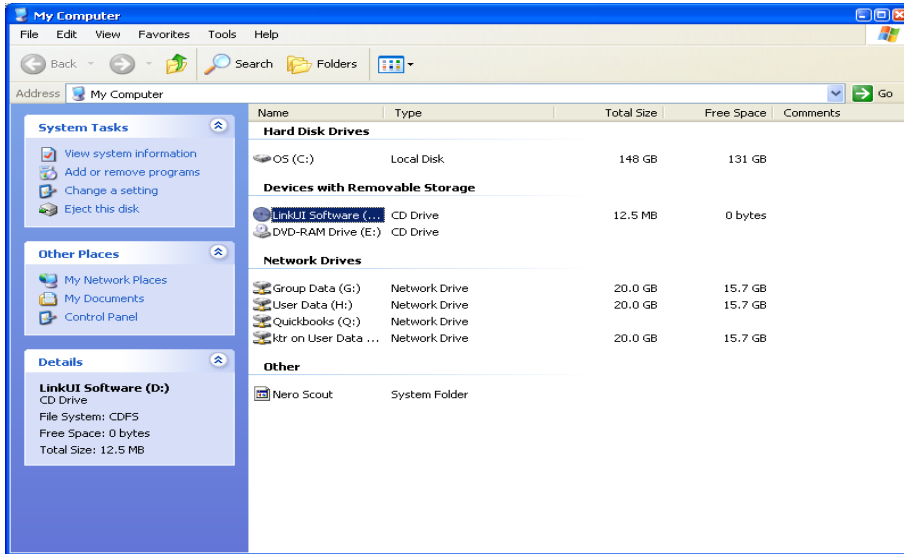 My Computer
File Edit View Favorites Tools Help
Back Search Folders
Address My Computer Go
System Tasks
View system information
Add or remove programs
Change a setting
Eject this disk
Other Places
My Network Places
My Documents
Control Panel
Details
LinkUI Software (D:)
CD Drive
File System: CDFS
Free Space: 0 bytes
Total Size: 12.5 MB
Name Type Total Size Free Space Comments
Hard Disk Drives
OS (C:) Local Disk 148 GB 131 GB
Devices with Removable Storage
LinkUI Software (... CD Drive 12.5 MB 0 bytes
DVD-RAM Drive (E:) CD Drive
Network Drives
Group Data (G:) Network Drive 20.0 GB 15.7 GB
User Data (H:) Network Drive 20.0 GB 15.7 GB
Quickbooks (Q:) Network Drive
ktr on User Data ... Network Drive 20.0 GB 15.7 GB
Other
Nero Scout System Folder